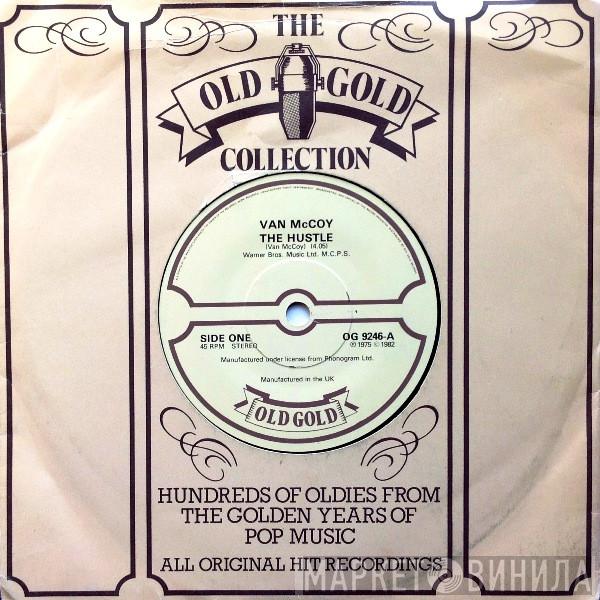 THE
OLD GOLD
COLLECTION
VAN McCOY
THE HUSTLE
(Van McCoy) (4.05)
Warner Bros. Music Ltd. M.C.P.S.
SIDE ONE
45 RPM STEREO
OG 9246-A
℗ 1975 © 1982
Manufactured under license from Phonogram Ltd.
Manufactured in the UK
OLD GOLD
HUNDREDS OF OLDIES FROM
THE GOLDEN YEARS OF
POP MUSIC
ALL ORIGINAL HIT RECORDINGS
МАРКЕТ ВИНИЛА